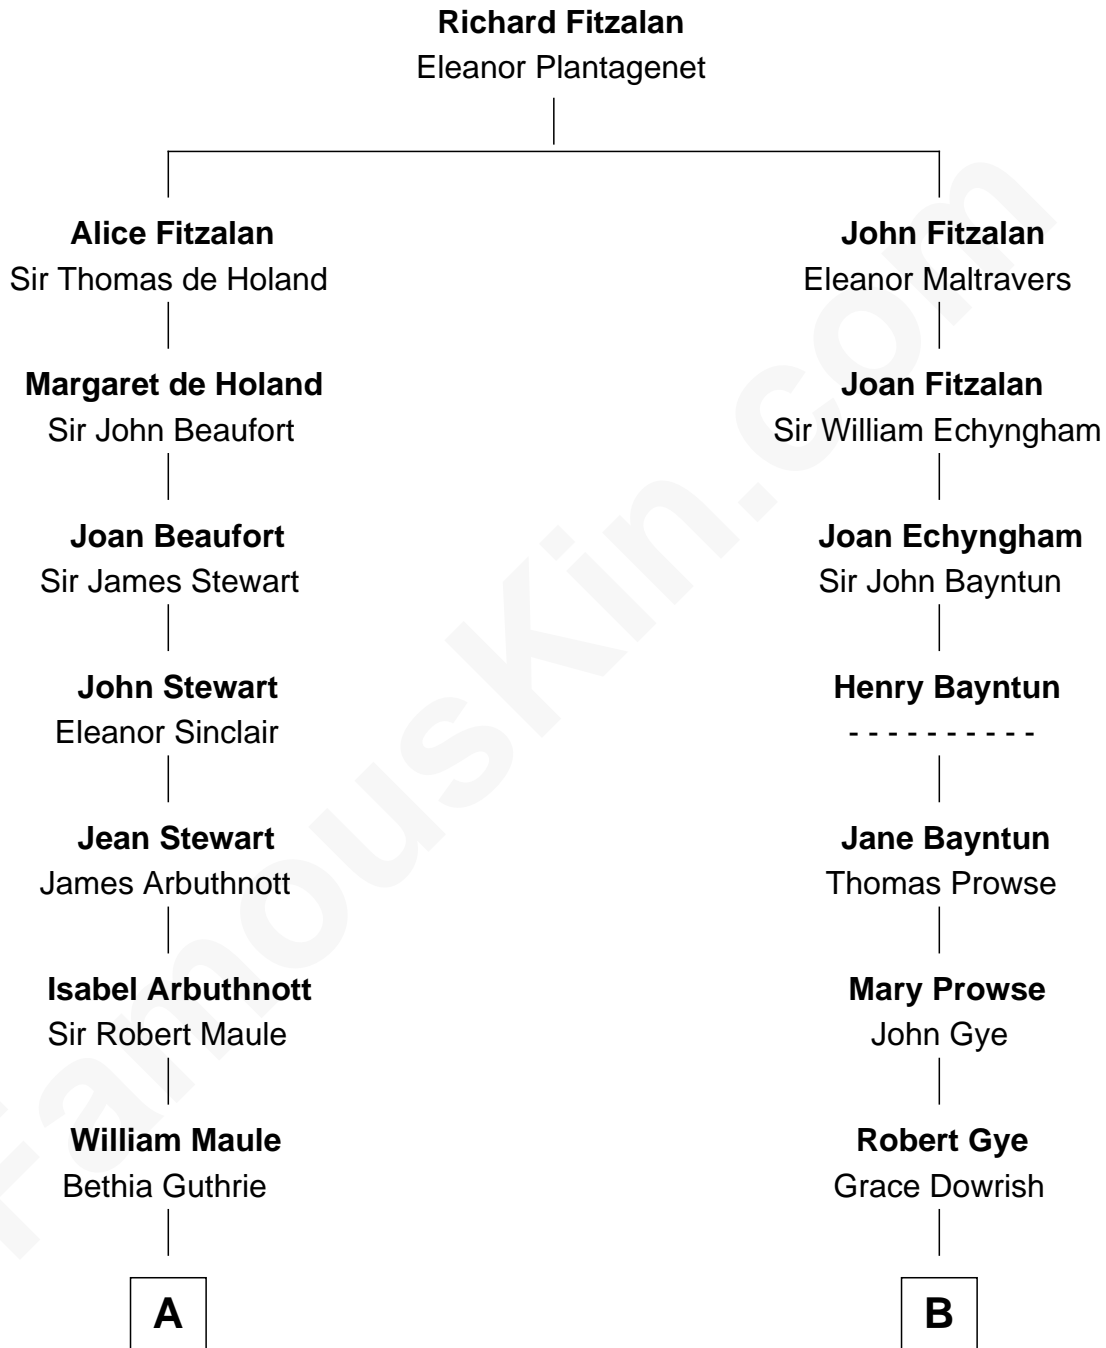 Richard Fitzalan
Eleanor Plantagenet
Alice Fitzalan
Sir Thomas de Holand
John Fitzalan
Eleanor Maltravers
Margaret de Holand
Sir John Beaufort
Joan Fitzalan
Sir William Echyngham
Joan Beaufort
Sir James Stewart
Joan Echyngham
Sir John Bayntun
John Stewart
Eleanor Sinclair
Henry Bayntun
- - - - - - - - - -
Jean Stewart
James Arbuthnott
Jane Bayntun
Thomas Prowse
Isabel Arbuthnott
Sir Robert Maule
Mary Prowse
John Gye
William Maule
Bethia Guthrie
Robert Gye
Grace Dowrish
A
B
FamousKin.com